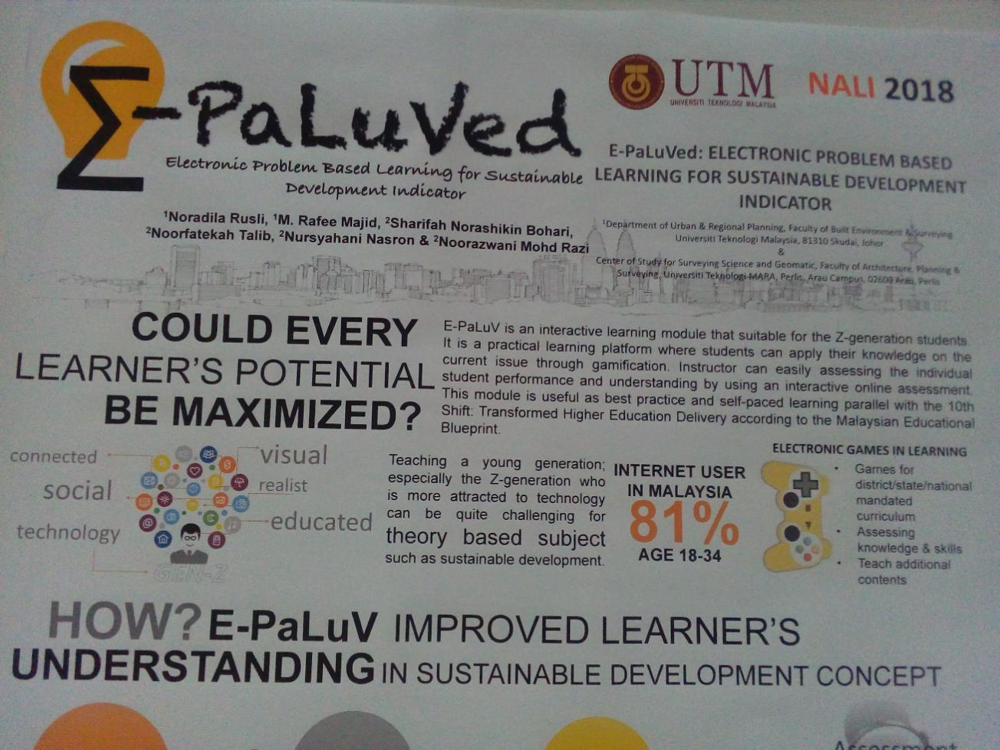 Σ-PaLuVed
Electronic Problem Based Learning for Sustainable
Development Indicator
¹Noradila Rusli, ¹M. Rafee Majid, ²Sharifah Norashikin Bohari,
²Noorfatekah Talib, ²Nursyahani Nasron & ²Noorazwani Mohd Razi
UTM
UNIVERSITI TEKNOLOGI MALAYSIA
NALI 2018
E-PaLuVed: ELECTRONIC PROBLEM BASED
LEARNING FOR SUSTAINABLE DEVELOPMENT
INDICATOR
¹Department of Urban & Regional Planning, Faculty of Built Environment & Surveying
Universiti Teknologi Malaysia, 81310 Skudai, Johor
&
Center of Study for Surveying Science and Geomatic, Faculty of Architecture, Planning &
Surveying, Universiti Teknologi MARA, Perlis, Arau Campus, 02600 Arau, Perlis
COULD EVERY
LEARNER'S POTENTIAL
BE MAXIMIZED?
E-PaLuV is an interactive learning module that suitable for the Z-generation students.
It is a practical learning platform where students can apply their knowledge on the
current issue through gamification. Instructor can easily assessing the individual
student performance and understanding by using an interactive online assessment.
This module is useful as best practice and self-paced learning parallel with the 10th
Shift: Transformed Higher Education Delivery according to the Malaysian Educational
Blueprint.
connected
social
technology
visual
realist
educated
GEN-Z
Teaching a young generation;
especially the Z-generation who
is more attracted to technology
can be quite challenging for
theory based subject
such as sustainable development.
INTERNET USER
IN MALAYSIA
81%
AGE 18-34
ELECTRONIC GAMES IN LEARNING
• Games for
district/state/national
mandated
curriculum
• Assessing
knowledge & skills
• Teach additional
contents
HOW? E-PaLuV IMPROVED LEARNER'S
UNDERSTANDING IN SUSTAINABLE DEVELOPMENT CONCEPT
Assessment